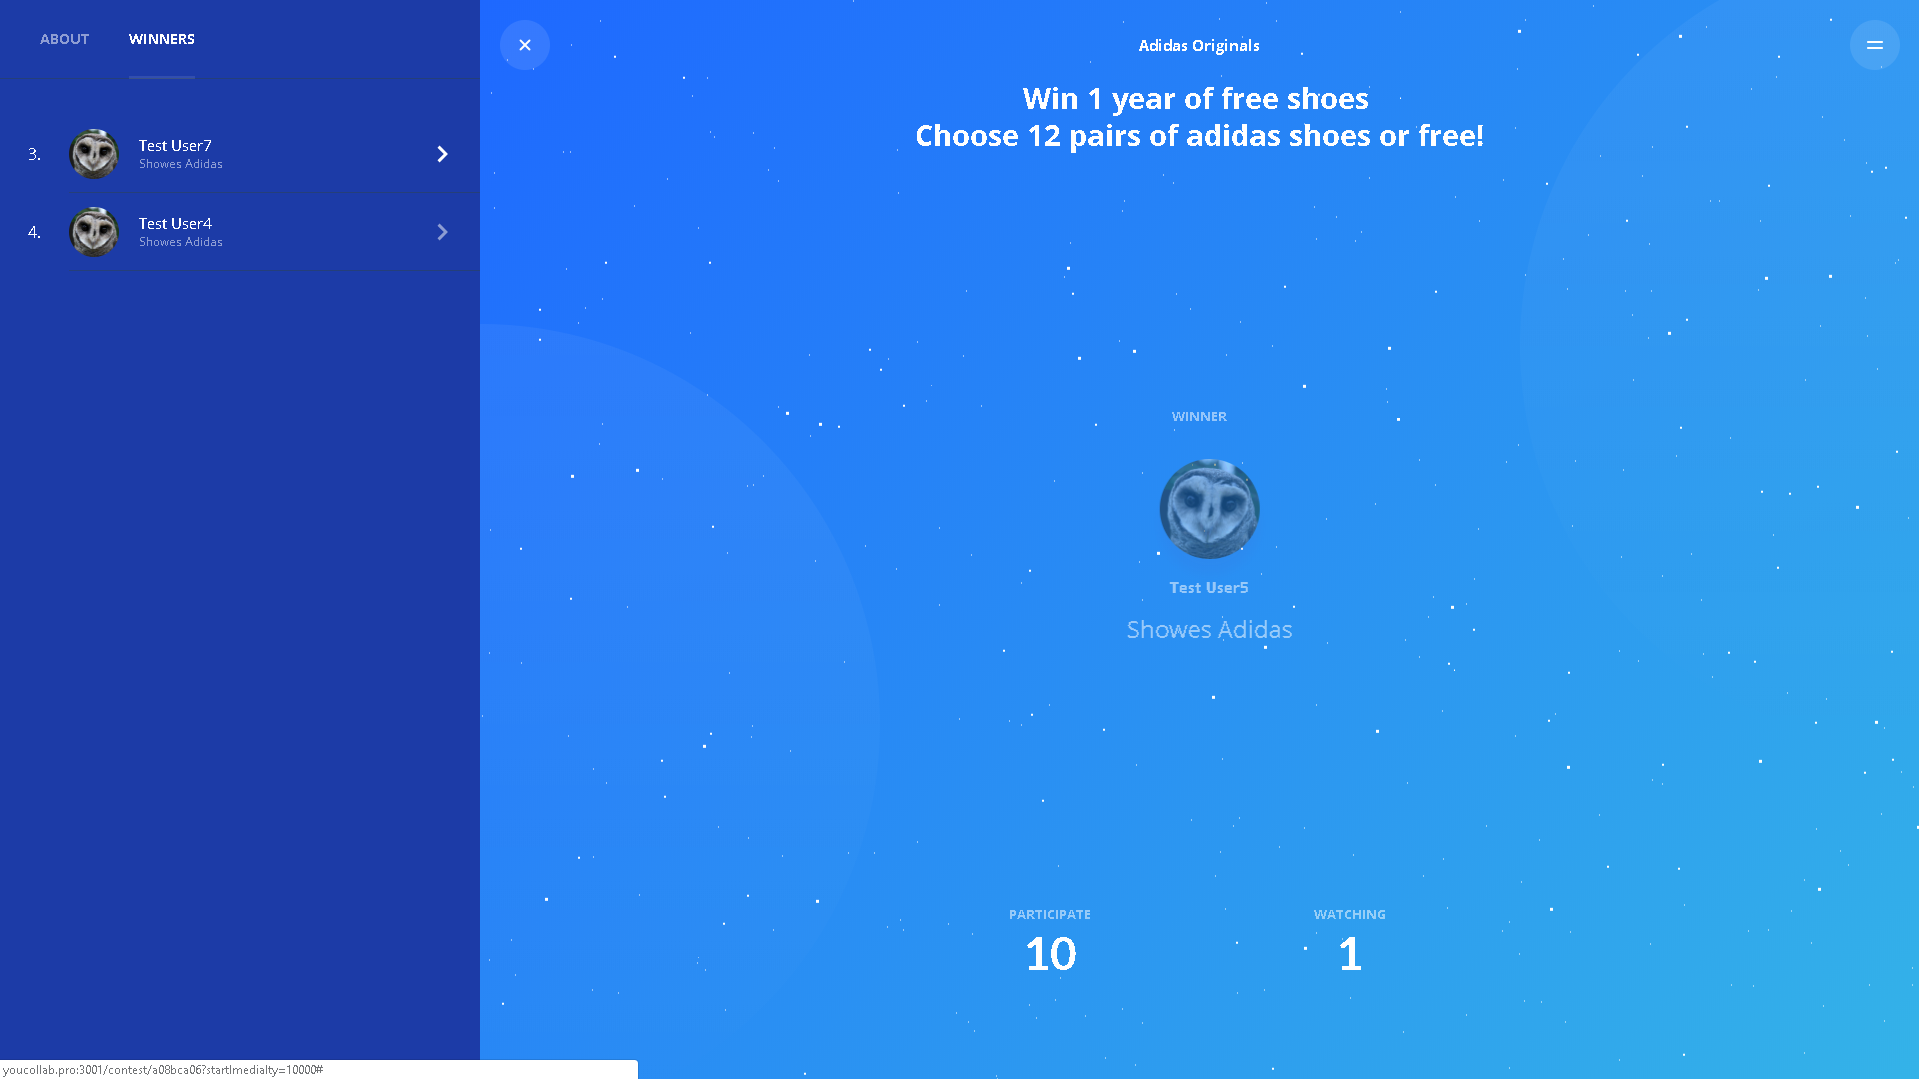 ABOUT WINNERS
3. Test User7
Showes Adidas
4. Test User4
Showes Adidas
Adidas Originals
Win 1 year of free shoes
Choose 12 pairs of adidas shoes or free!
WINNER
Test User5
Showes Adidas
PARTICIPATE
10
WATCHING
1
youcollab.pro:3001/contest/a08bca06?startImedialty=10000#